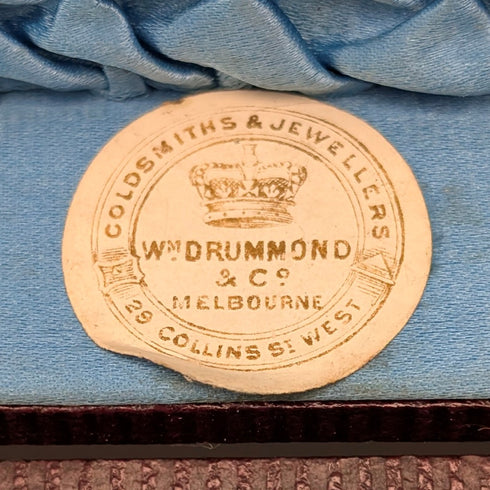 GOLDSMITHS & JEWELLERS
WM DRUMMOND
& Co
MELBOURNE
29 COLLINS ST WEST